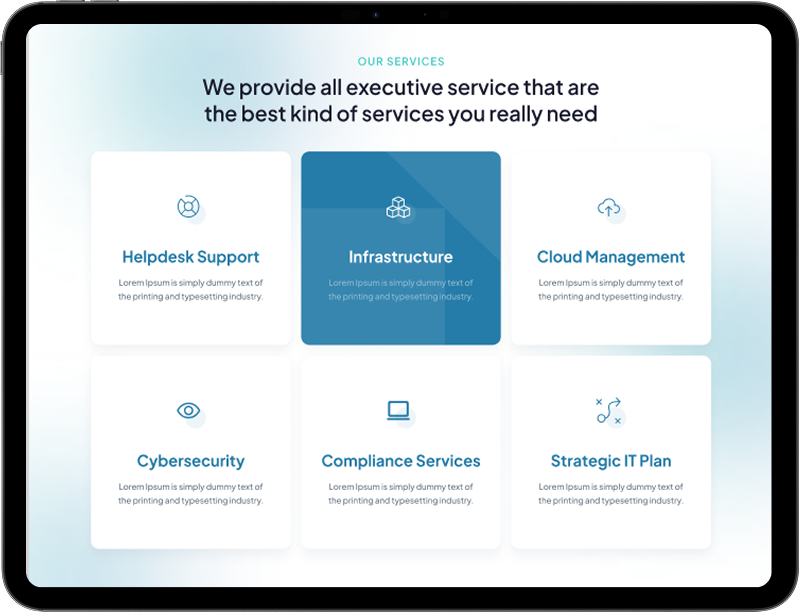 OUR SERVICES
We provide all executive service that are
the best kind of services you really need
Helpdesk Support
Lorem Ipsum is simply dummy text of
the printing and typesetting industry.
Infrastructure
Lorem Ipsum is simply dummy text of
the printing and typesetting industry.
Cloud Management
Lorem Ipsum is simply dummy text of
the printing and typesetting industry.
Cybersecurity
Lorem Ipsum is simply dummy text of
the printing and typesetting industry.
Compliance Services
Lorem Ipsum is simply dummy text of
the printing and typesetting industry.
Strategic IT Plan
Lorem Ipsum is simply dummy text of
the printing and typesetting industry.